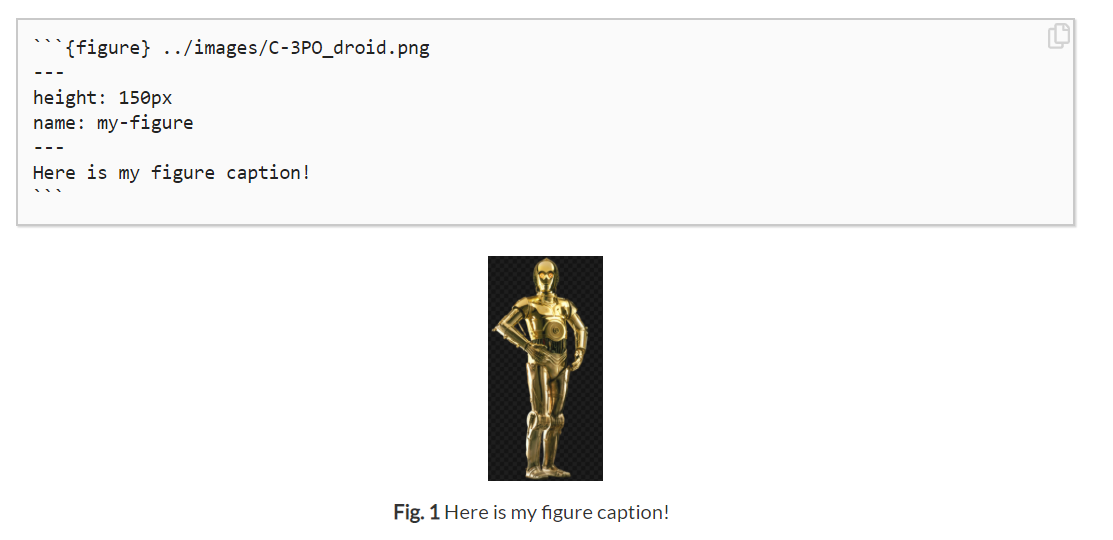 ```{figure} ../images/C-3PO_droid.png
---
height: 150px
name: my-figure
---
Here is my figure caption!
```
Fig. 1 Here is my figure caption!